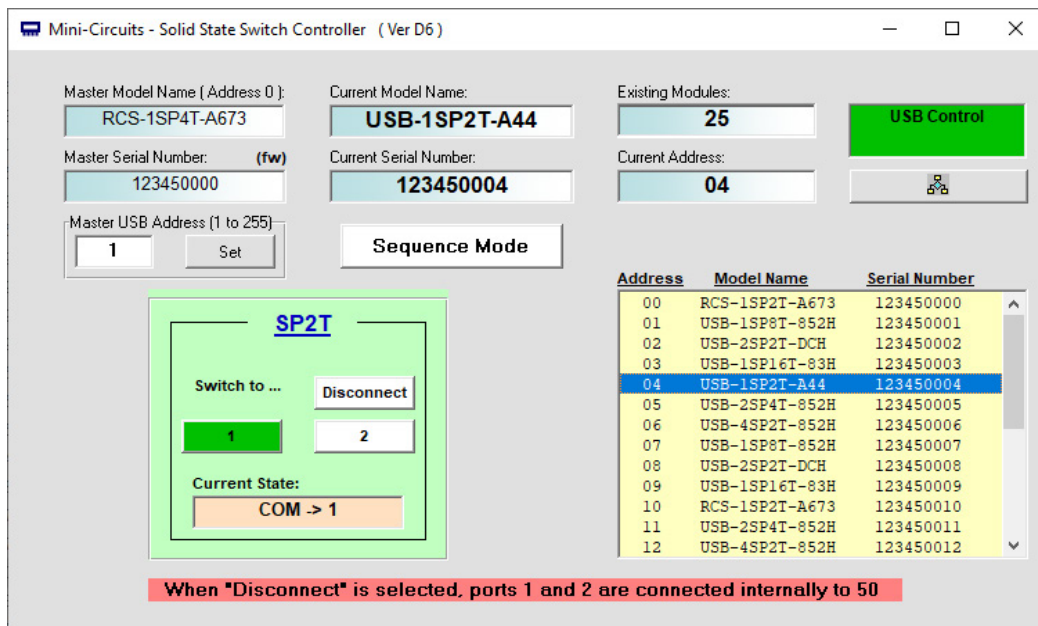 Mini-Circuits - Solid State Switch Controller ( Ver D6 )
Master Model Name ( Address 0 ):
RCS-1SP4T-A673
Current Model Name:
USB-1SP2T-A44
Existing Modules:
25
USB Control
Master Serial Number: (fw)
123450000
Current Serial Number:
123450004
Current Address:
04
Master USB Address (1 to 255)
1 Set
Sequence Mode
SP2T
Switch to ...
Disconnect
1 2
Current State:
COM -> 1
Address Model Name Serial Number
00 RCS-1SP2T-A673 123450000
01 USB-1SP8T-852H 123450001
02 USB-2SP2T-DCH 123450002
03 USB-1SP16T-83H 123450003
04 USB-1SP2T-A44 123450004
05 USB-2SP4T-852H 123450005
06 USB-4SP2T-852H 123450006
07 USB-1SP8T-852H 123450007
08 USB-2SP2T-DCH 123450008
09 USB-1SP16T-83H 123450009
10 RCS-1SP2T-A673 123450010
11 USB-2SP4T-852H 123450011
12 USB-4SP2T-852H 123450012
When "Disconnect" is selected, ports 1 and 2 are connected internally to 50